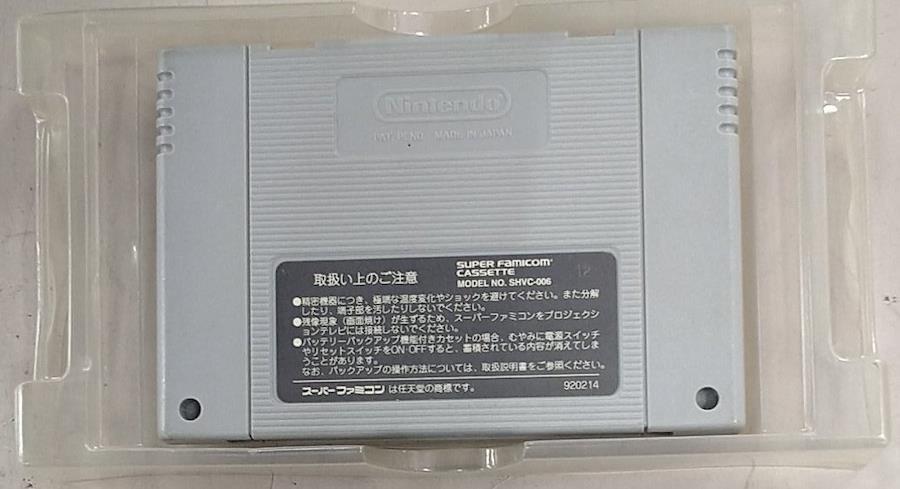 Nintendo
PAT. PEND. MADE IN JAPAN
取扱い上のご注意
SUPER FAMICOM
CASSETTE
MODEL NO. SHVC-006
12
●精密機器につき、極端な温度変化やショックを避けてください。また分解
したり、端子部を汚したりしないでください。
●残像現象（画面焼け）が生ずるため、スーパーファミコンをプロジェク
ションテレビには接続しないでください。
●バッテリーバックアップ機能付きカセットの場合、むやみに電源スイッチ
やリセットスイッチをON・OFFすると、蓄積されている内容が消えてしま
うことがあります。
なお、バックアップの操作方法については、取扱説明書をご参照ください。
スーパーファミコン は任天堂の商標です。
920214